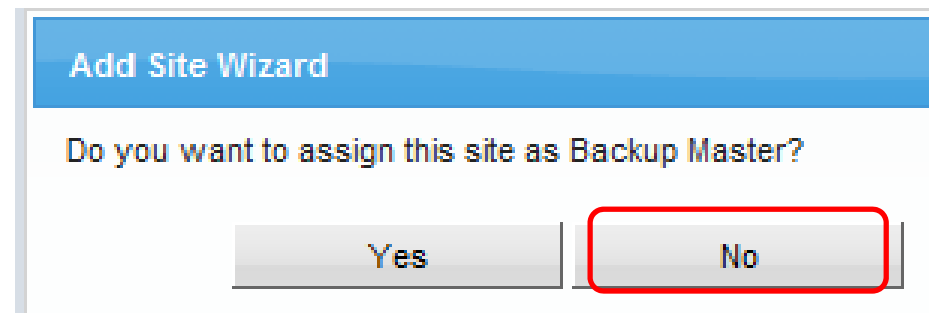 Add Site Wizard
Do you want to assign this site as Backup Master?
Yes No